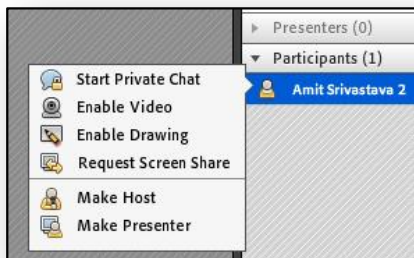 Presenters (0)
Participants (1)
Amit Srivastava 2
Start Private Chat
Enable Video
Enable Drawing
Request Screen Share
Make Host
Make Presenter